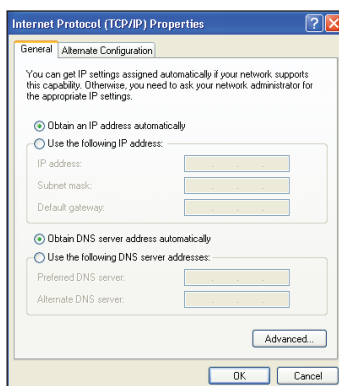 Internet Protocol (TCP/IP) Properties
General Alternate Configuration
You can get IP settings assigned automatically if your network supports
this capability. Otherwise, you need to ask your network administrator for
the appropriate IP settings.
Obtain an IP address automatically
Use the following IP address:
IP address:
Subnet mask:
Default gateway:
Obtain DNS server address automatically
Use the following DNS server addresses:
Preferred DNS server:
Alternate DNS server:
Advanced...
OK Cancel